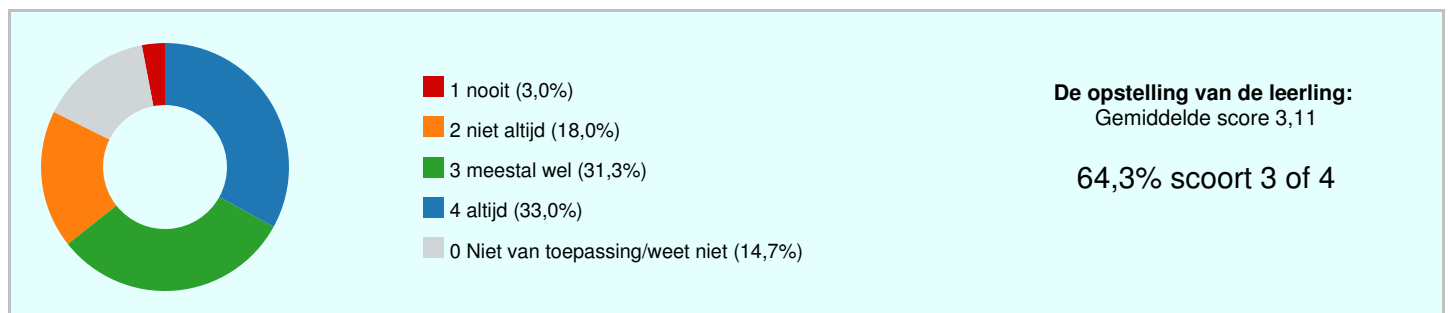 1 nooit (3,0%)
2 niet altijd (18,0%)
3 meestal wel (31,3%)
4 altijd (33,0%)
0 Niet van toepassing/weet niet (14,7%)
De opstelling van de leerling:
Gemiddelde score 3,11
64,3% scoort 3 of 4